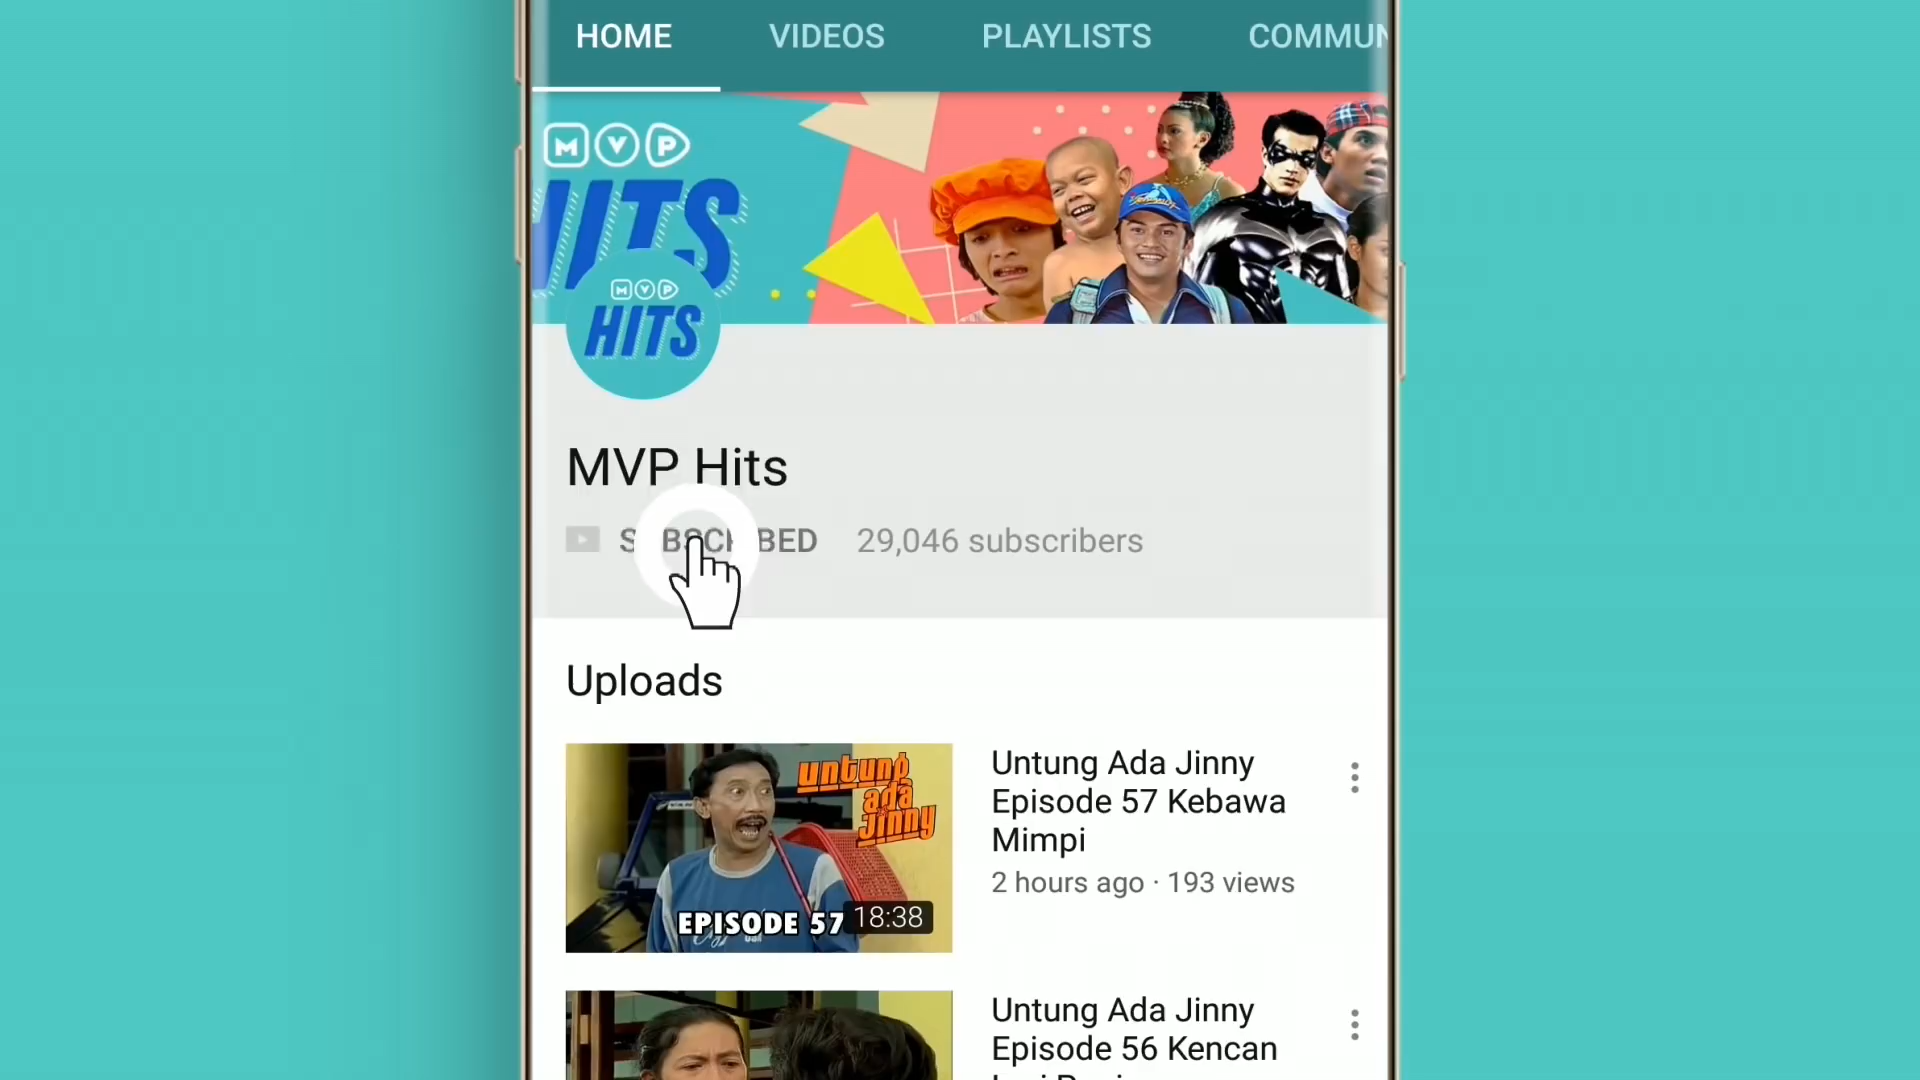 HOME VIDEOS PLAYLISTS COMMUN
MVP
HITS
MVP
HITS
MVP Hits
SUBSCRIBED 29,046 subscribers
Uploads
untung
ada
jinny
EPISODE 57 18:38
Untung Ada Jinny
Episode 57 Kebawa
Mimpi
2 hours ago · 193 views
Untung Ada Jinny
Episode 56 Kencan